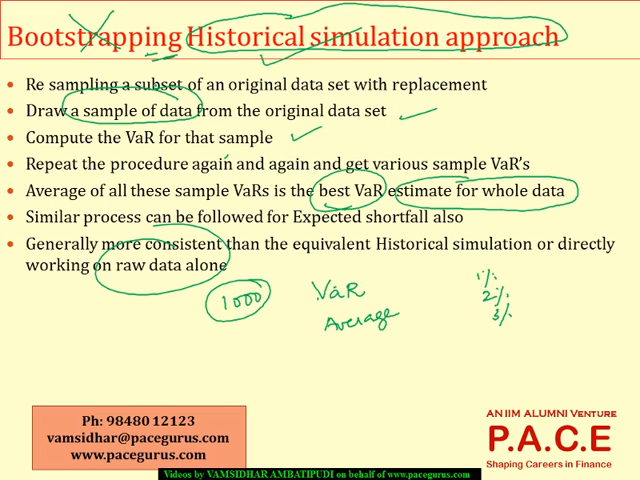 Bootstrapping Historical simulation approach
• Re sampling a subset of an original data set with replacement
• Draw a sample of data from the original data set
• Compute the VaR for that sample
• Repeat the procedure again and again and get various sample VaR's
• Average of all these sample VaRs is the best VaR estimate for whole data
• Similar process can be followed for Expected shortfall also
• Generally more consistent than the equivalent Historical simulation or directly
working on raw data alone
1000
VaR
Average
1%
2%
3%
Ph: 98480 12123
vamsidhar@pacegurus.com
www.pacegurus.com
AN IIM ALUMNI VENTURE
P.A.C.E
Shaping Careers in Finance
Videos by VAMSIDHAR AMBATIPUDI on behalf of www.pacegurus.com